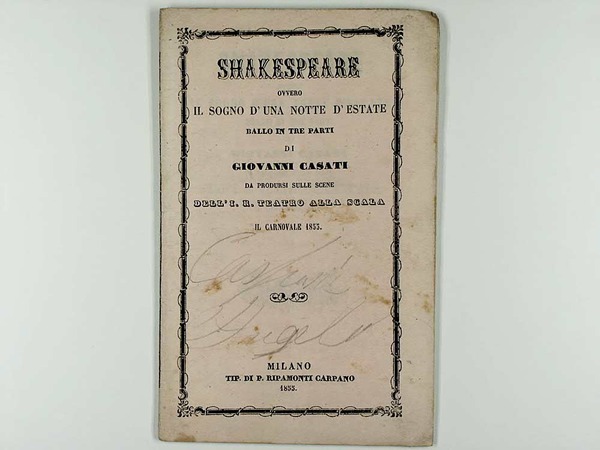 SHAKESPEARE
OVVERO
IL SOGNO D'UNA NOTTE D'ESTATE
BALLO IN TRE PARTI
DI
GIOVANNI CASATI
DA PRODURSI SULLE SCENE
DELL'I. R. TEATRO ALLA SCALA
IL CARNOVALE 1855.
Angelo
MILANO
TIP. DI P. RIPAMONTI CARPANO
1855.